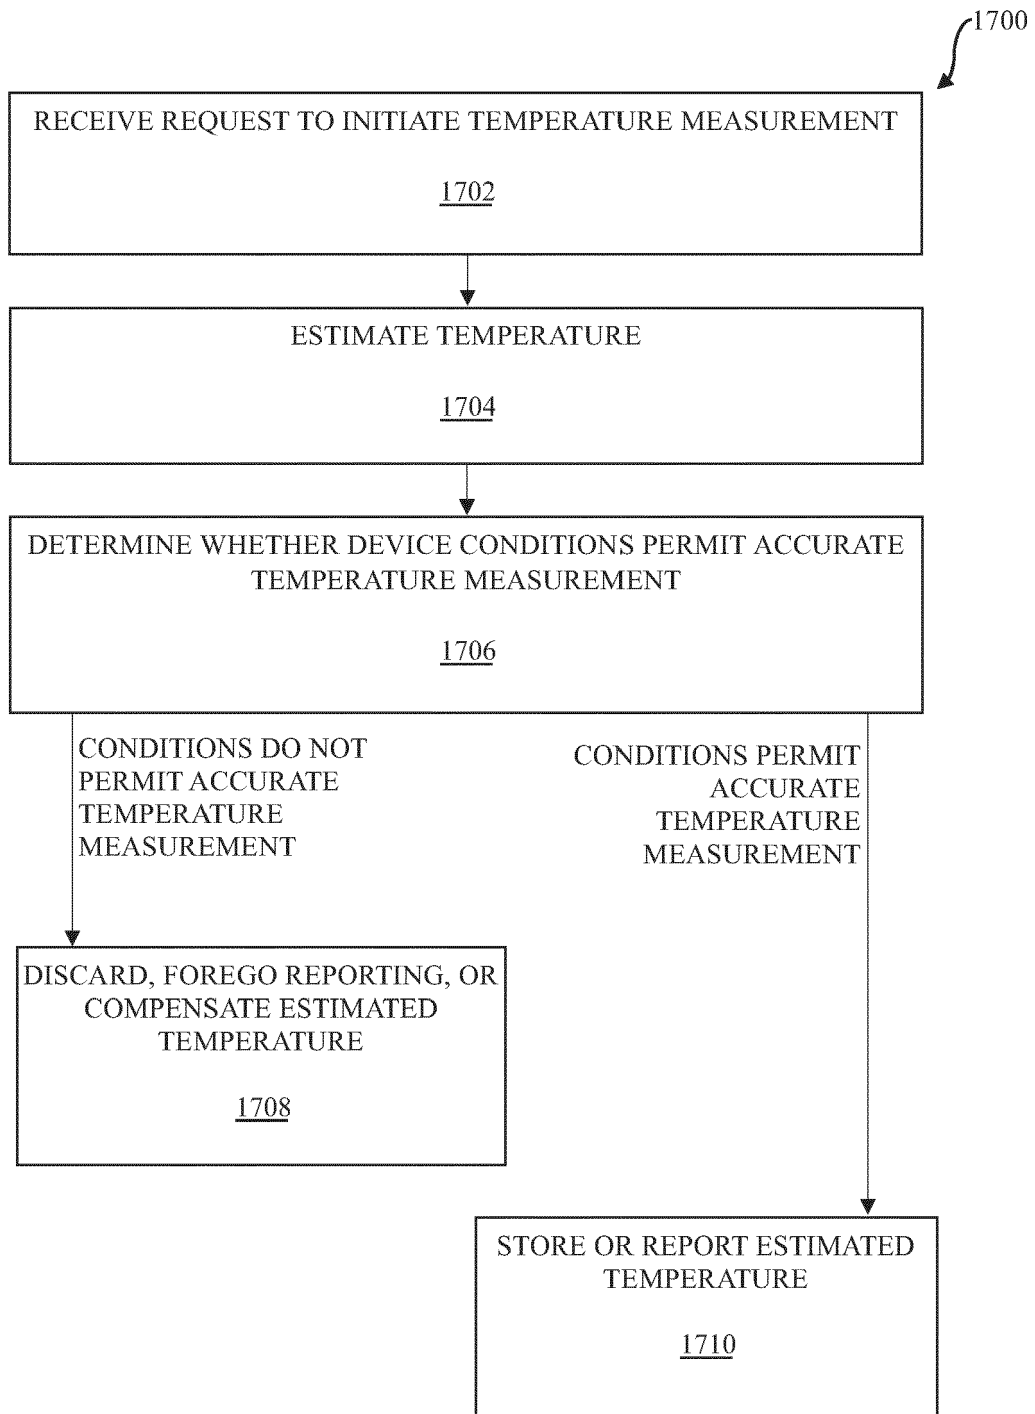 1700
RECEIVE REQUEST TO INITIATE TEMPERATURE MEASUREMENT
1702
ESTIMATE TEMPERATURE
1704
DETERMINE WHETHER DEVICE CONDITIONS PERMIT ACCURATE
TEMPERATURE MEASUREMENT
1706
CONDITIONS DO NOT
PERMIT ACCURATE
TEMPERATURE
MEASUREMENT
CONDITIONS PERMIT
ACCURATE
TEMPERATURE
MEASUREMENT
DISCARD, FOREGO REPORTING, OR
COMPENSATE ESTIMATED
TEMPERATURE
1708
STORE OR REPORT ESTIMATED
TEMPERATURE
1710